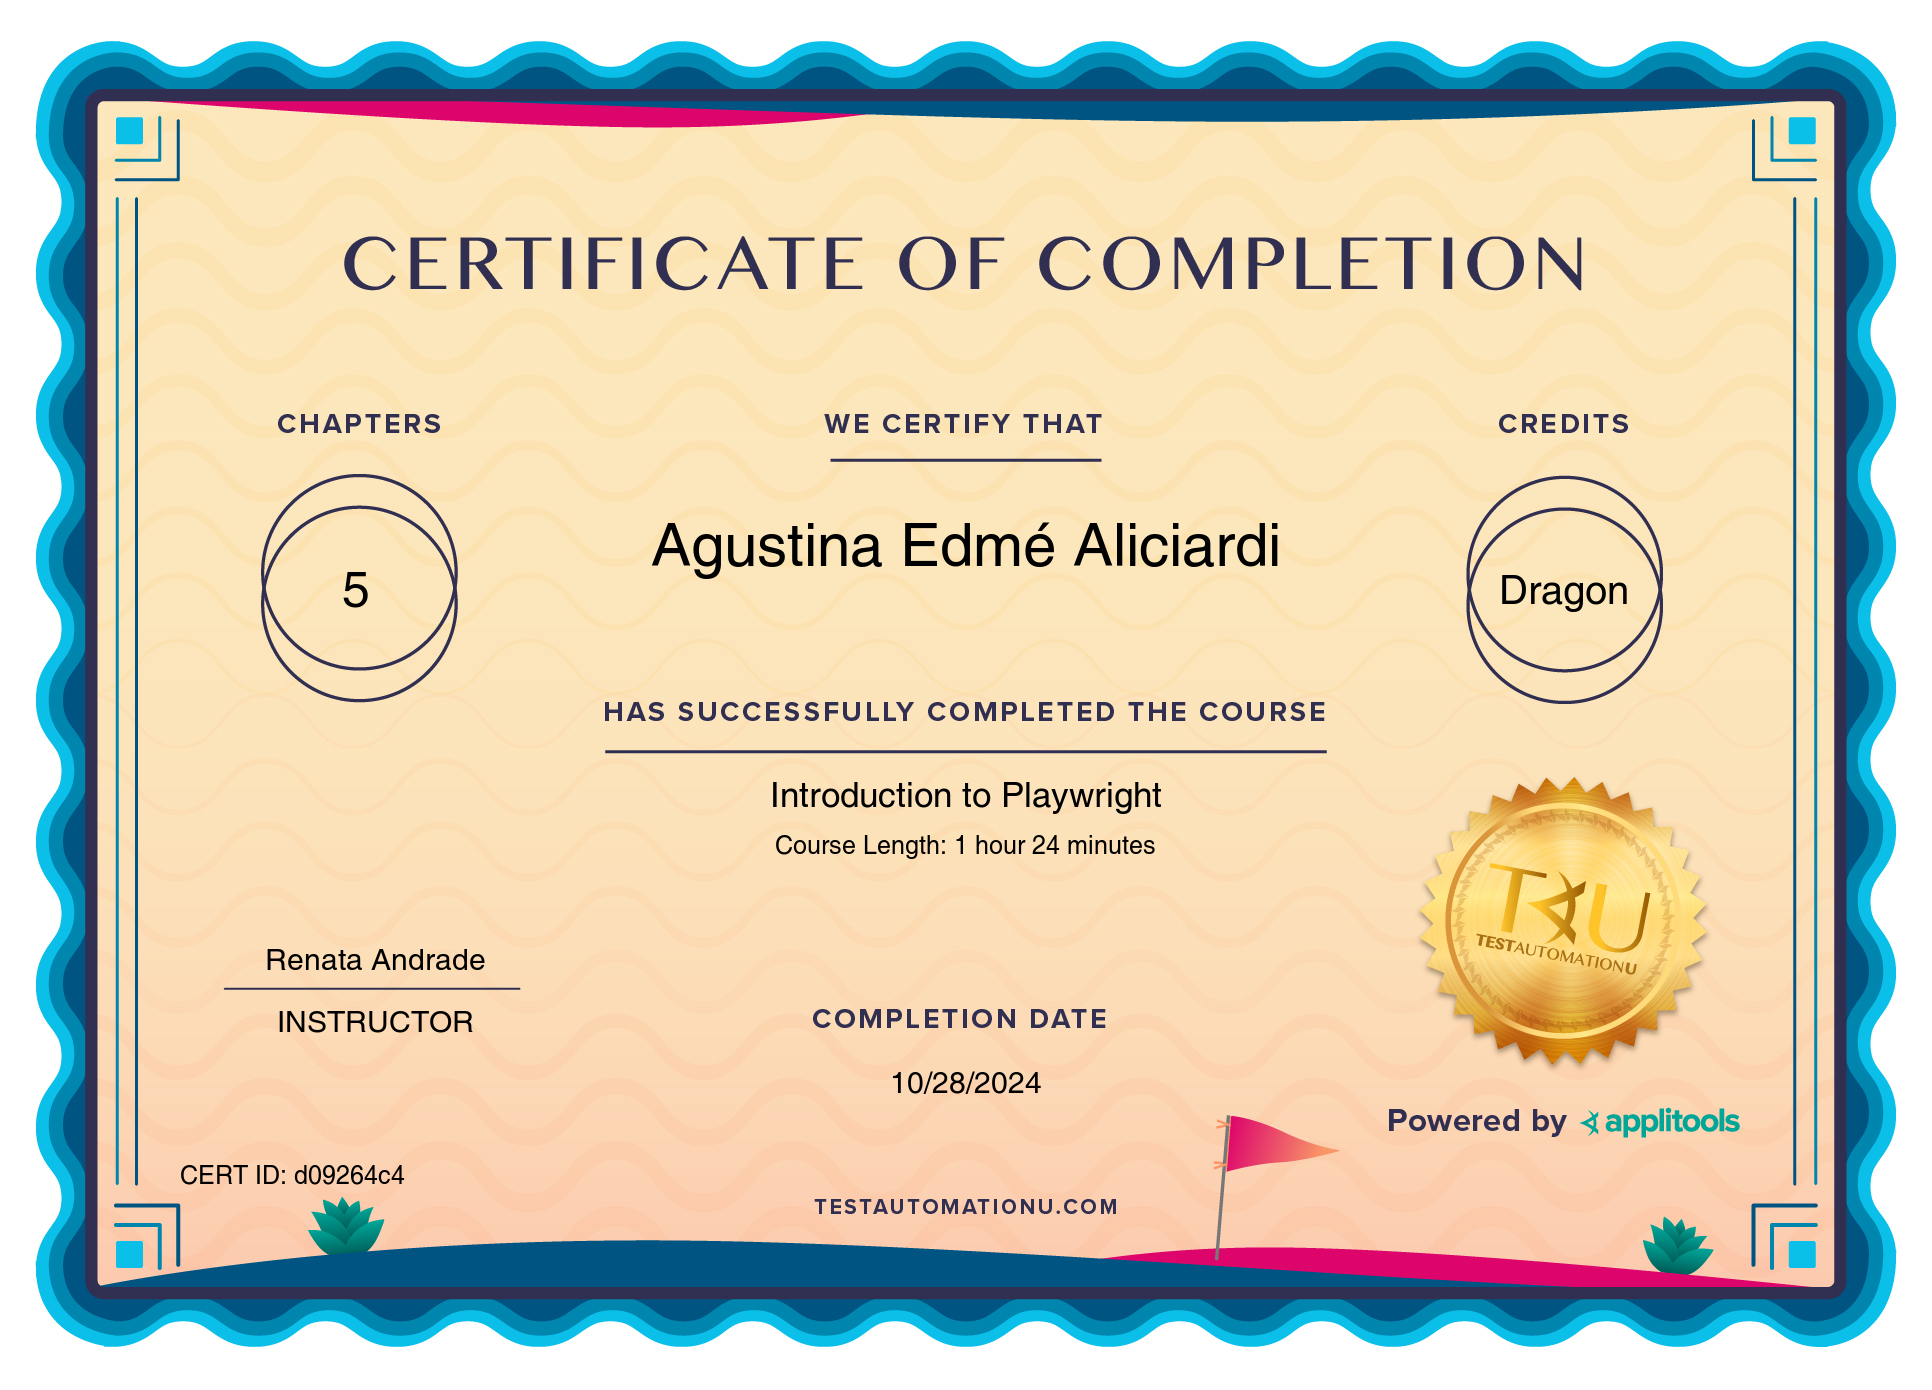 CERTIFICATE OF COMPLETION
CHAPTERS
5
WE CERTIFY THAT
Agustina Edmé Aliciardi
CREDITS
Dragon
HAS SUCCESSFULLY COMPLETED THE COURSE
Introduction to Playwright
Course Length: 1 hour 24 minutes
Renata Andrade
INSTRUCTOR
COMPLETION DATE
10/28/2024
TAU
TESTAUTOMATIONU
Powered by applitools
CERT ID: d09264c4
TESTAUTOMATIONU.COM